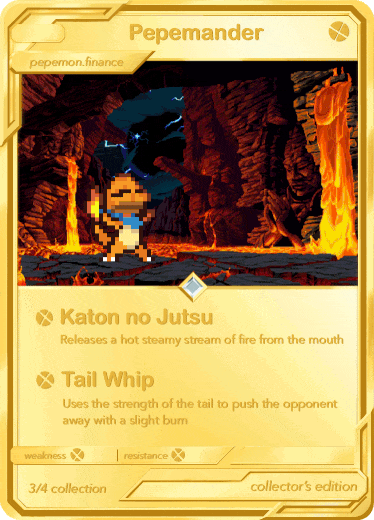 Pepemander
pepemon.finance
Katon no Jutsu
Releases a hot steamy stream of fire from the mouth
Tail Whip
Uses the strength of the tail to push the opponent
away with a slight burn
weakness resistance
3/4 collection collector's edition